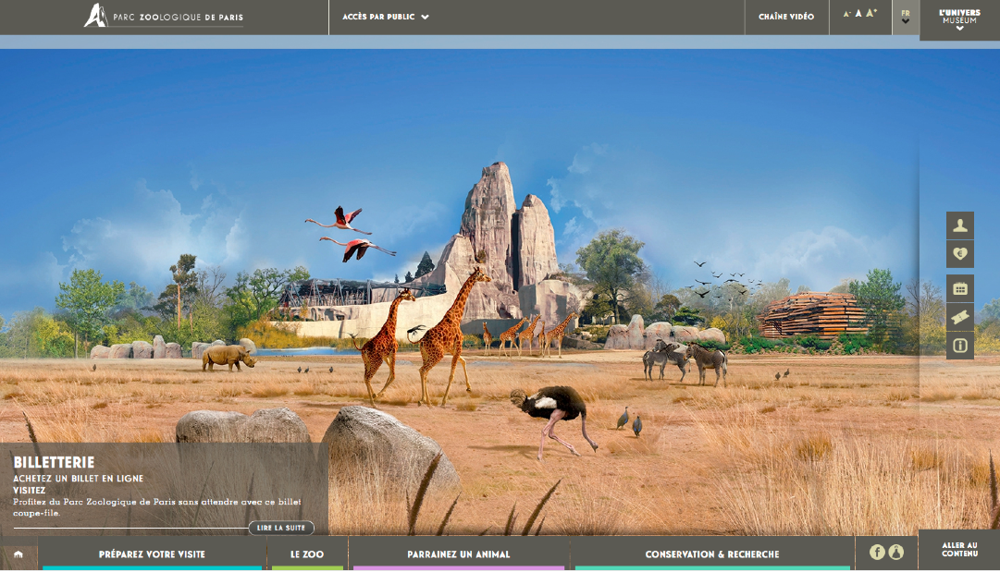 PARC ZOOLOGIQUE DE PARIS
ACCÈS PAR PUBLIC
CHAÎNE VIDÉO
A- A A+
FR
L'UNIVERS
MUSÉUM
BILLETTERIE
ACHETEZ UN BILLET EN LIGNE
VISITEZ
Profitez du Parc Zoologique de Paris sans attendre avec ce billet
coupe-file.
LIRE LA SUITE
PRÉPAREZ VOTRE VISITE
LE ZOO
PARRAINEZ UN ANIMAL
CONSERVATION & RECHERCHE
f
ALLER AU
CONTENU